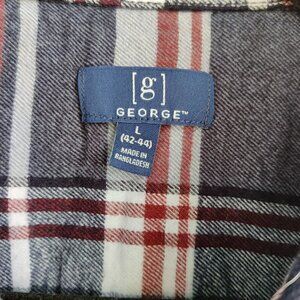 [g]
GEORGE™
L
(42-44)
MADE IN
BANGLADESH